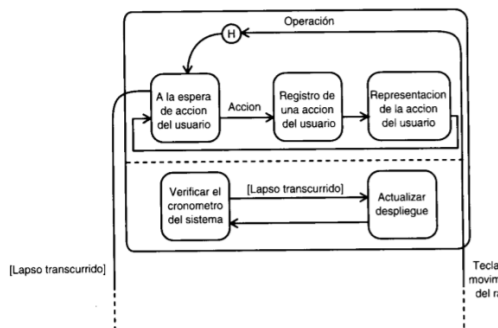 Operación
H
A la espera
de accion
del usuario
Accion
Registro de
una accion
del usuario
Representacion
de la accion
del usuario
Verificar el
cronometro
del sistema
[Lapso transcurrido]
Actualizar
despliegue
[Lapso transcurrido]
Tecla
movim
del r